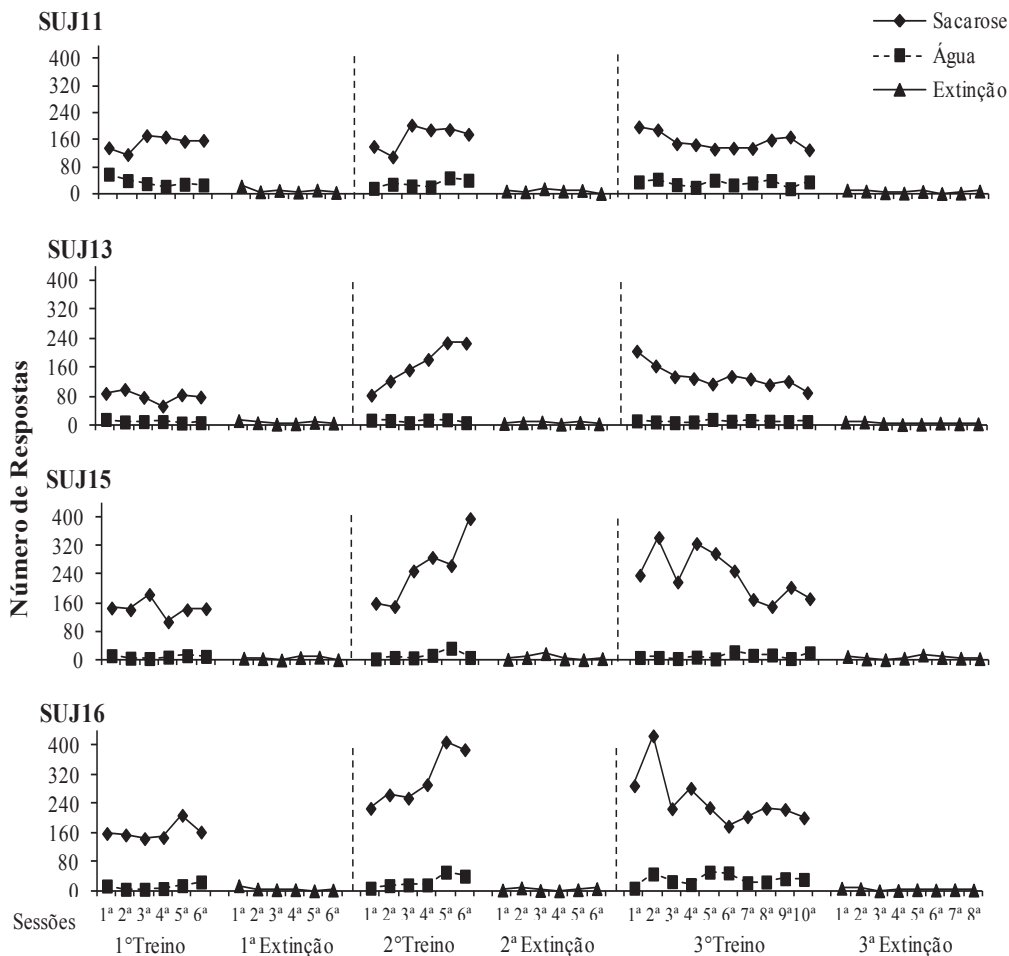 SUJ11
Sacarose
Água
Extinção
400
320
240
160
80
0
SUJ13
400
320
240
160
80
0
Número de Respostas
SUJ15
400
320
240
160
80
0
SUJ16
400
320
240
160
80
0
Sessões
1ª 2ª 3ª 4ª 5ª 6ª 1ª 2ª 3ª 4ª 5ª 6ª 1ª 2ª 3ª 4ª 5ª 6ª 1ª 2ª 3ª 4ª 5ª 6ª 1ª 2ª 3ª 4ª 5ª 6ª 7ª 8ª 9ª 10ª 1ª 2ª 3ª 4ª 5ª 6ª 7ª 8ª
1°Treino 1ª Extinção 2°Treino 2ª Extinção 3°Treino 3ª Extinção